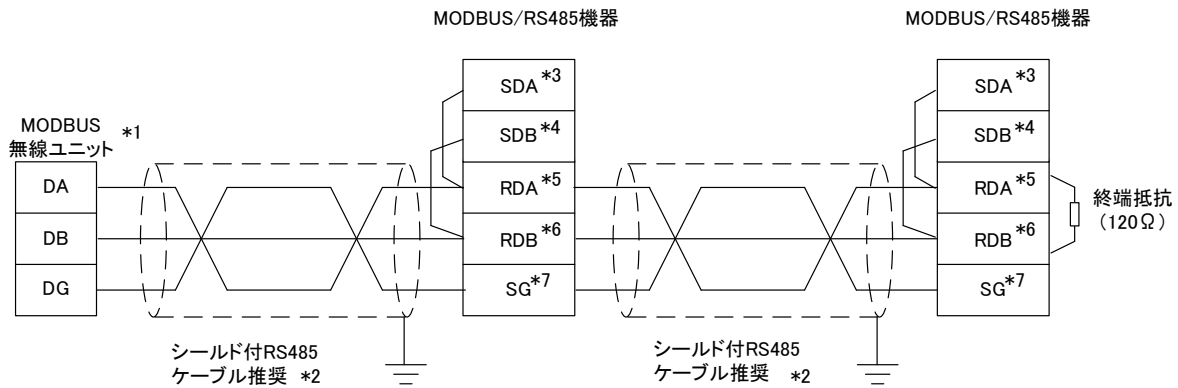 MODBUS/RS485機器
MODBUS/RS485機器
MODBUS *1
無線ユニット
DA
DB
DG
SDA*3
SDB*4
RDA*5
RDB*6
SG*7
SDA*3
SDB*4
RDA*5
RDB*6
SG*7
終端抵抗
（120Ω）
シールド付RS485
ケーブル推奨 *2
シールド付RS485
ケーブル推奨 *2